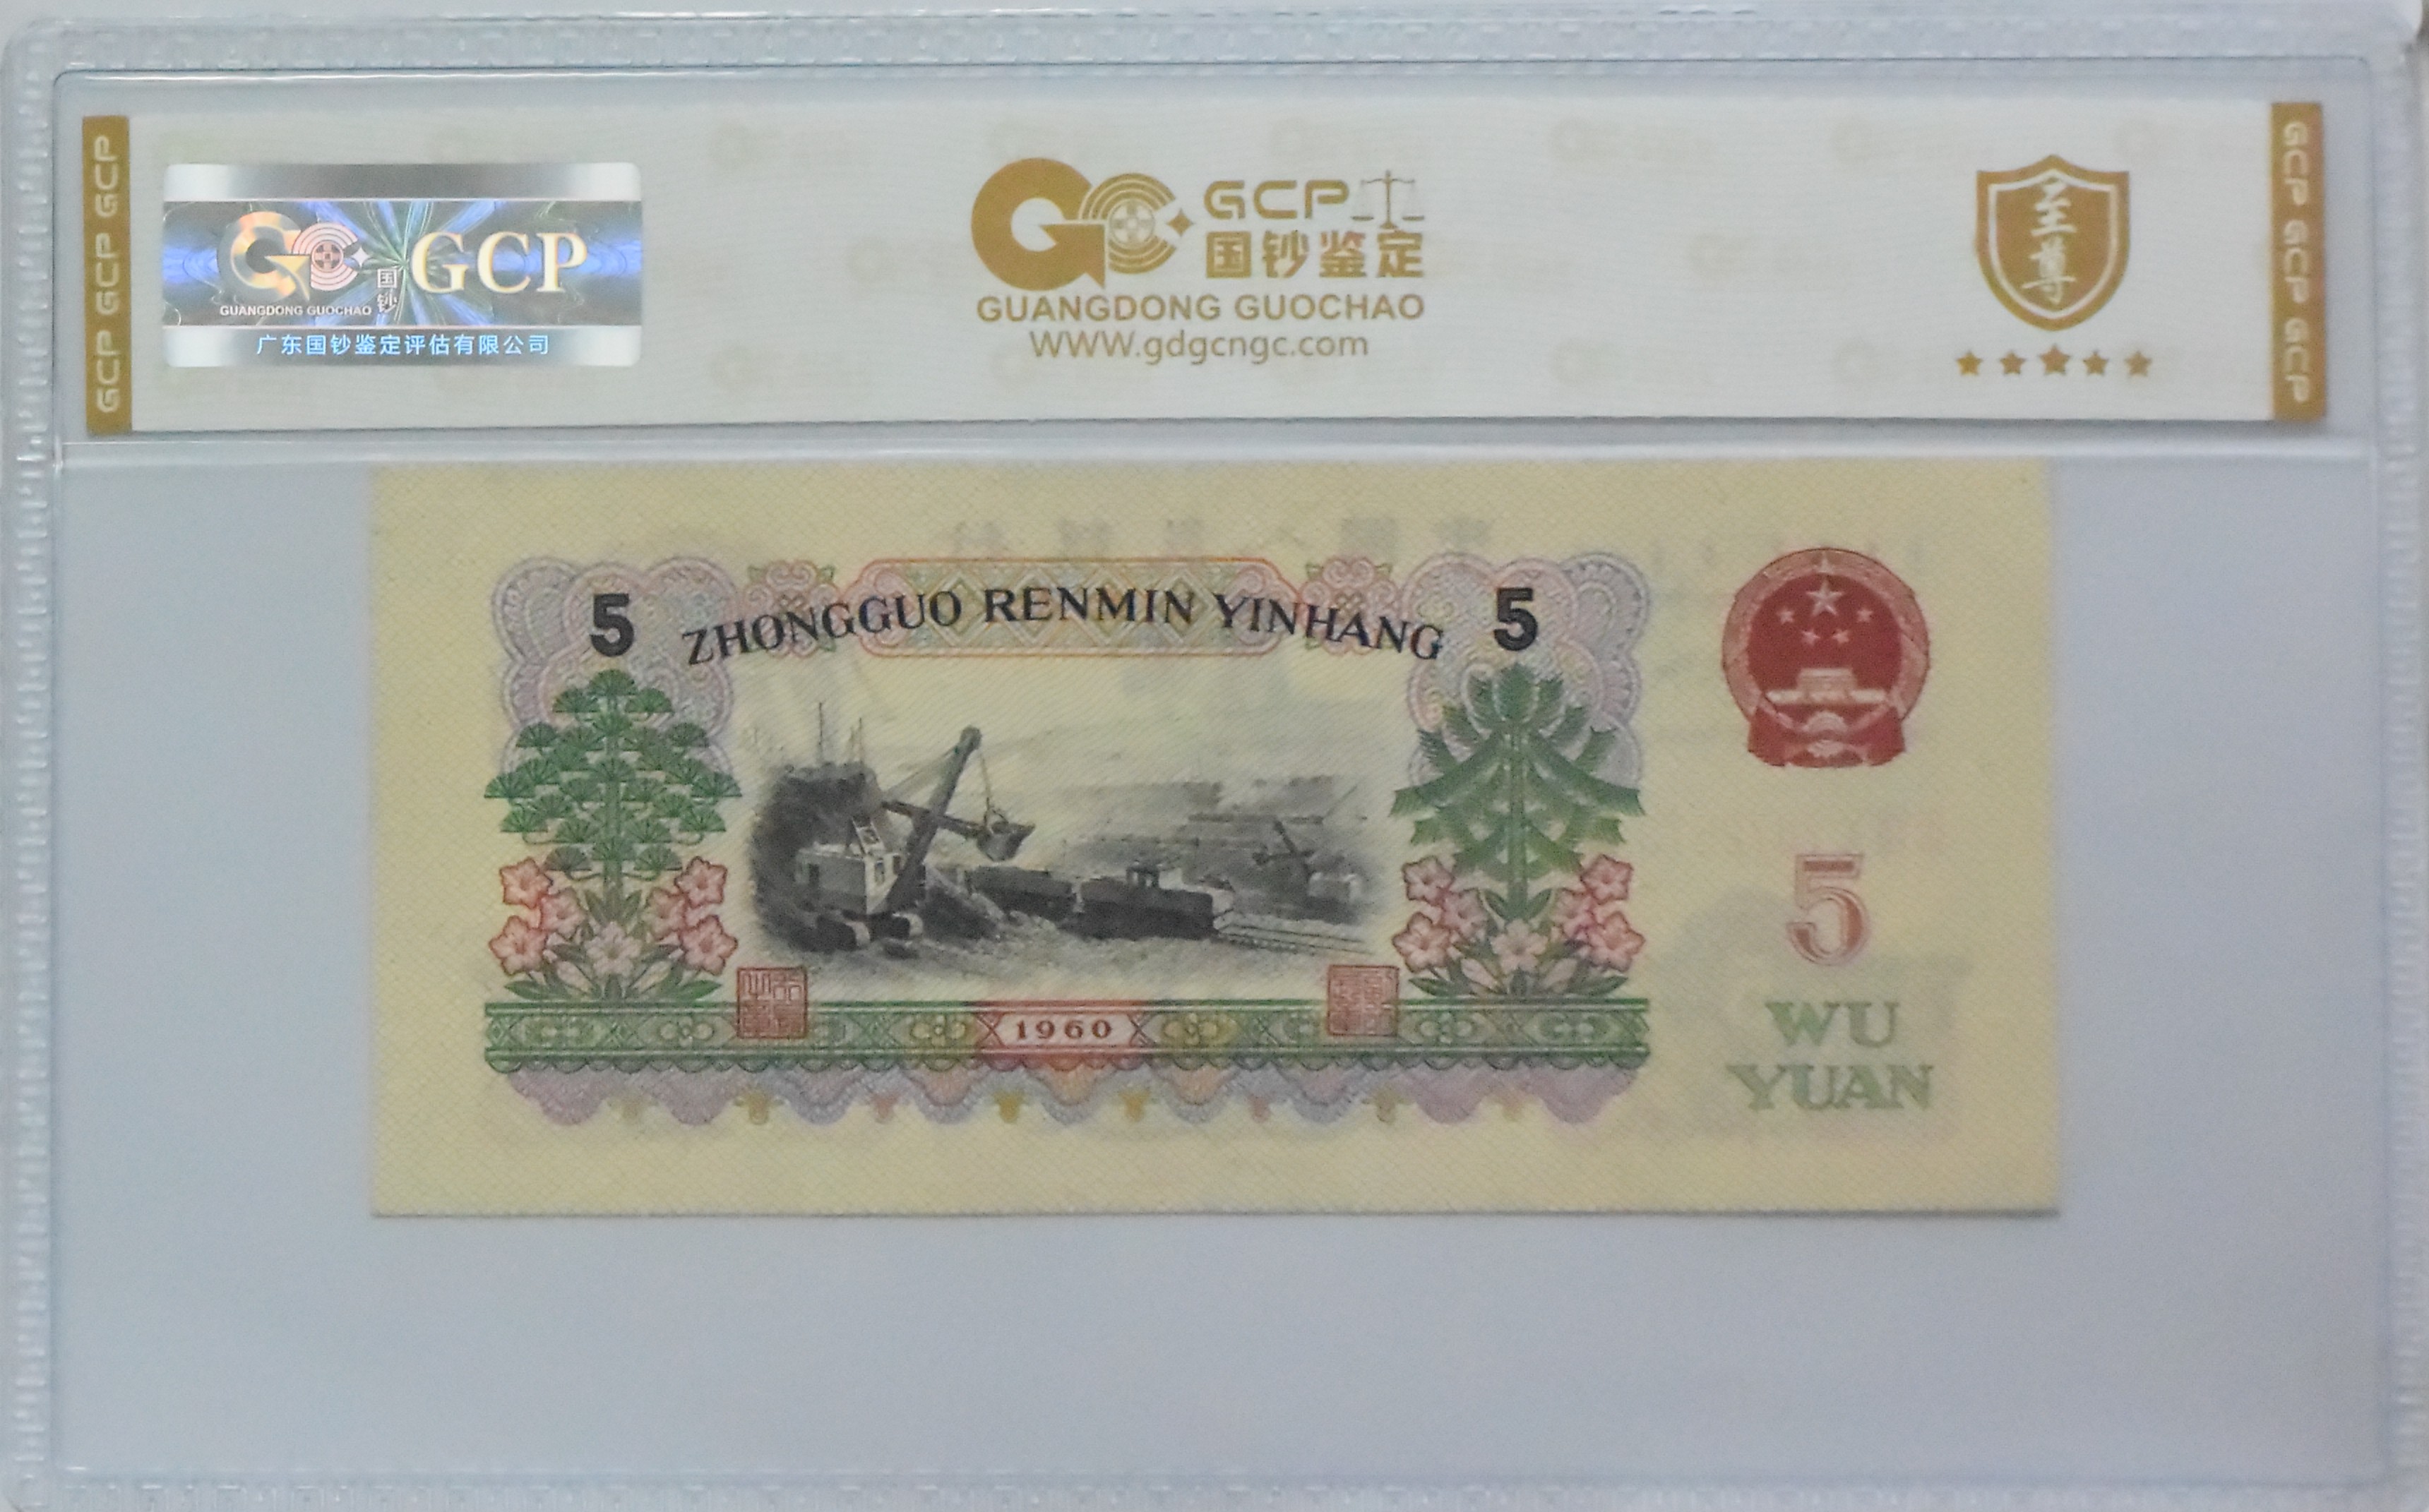 GCP GCP GCP
国
钞
GCP
GUANGDONG GUOCHAO
广东国钞鉴定评估有限公司
GCP
国钞鉴定
GUANGDONG GUOCHAO
WWW.gdgcngc.com
至
尊
GCP GCP GCP
5
ZHONGGUO RENMIN YINHANG
5
5
WU
YUAN
1960